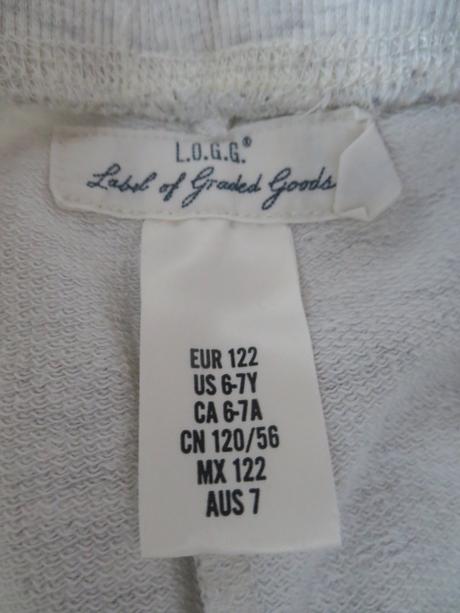 L.O.G.G.®
Label of Graded Goods
EUR 122
US 6-7Y
CA 6-7A
CN 120/56
MX 122
AUS 7